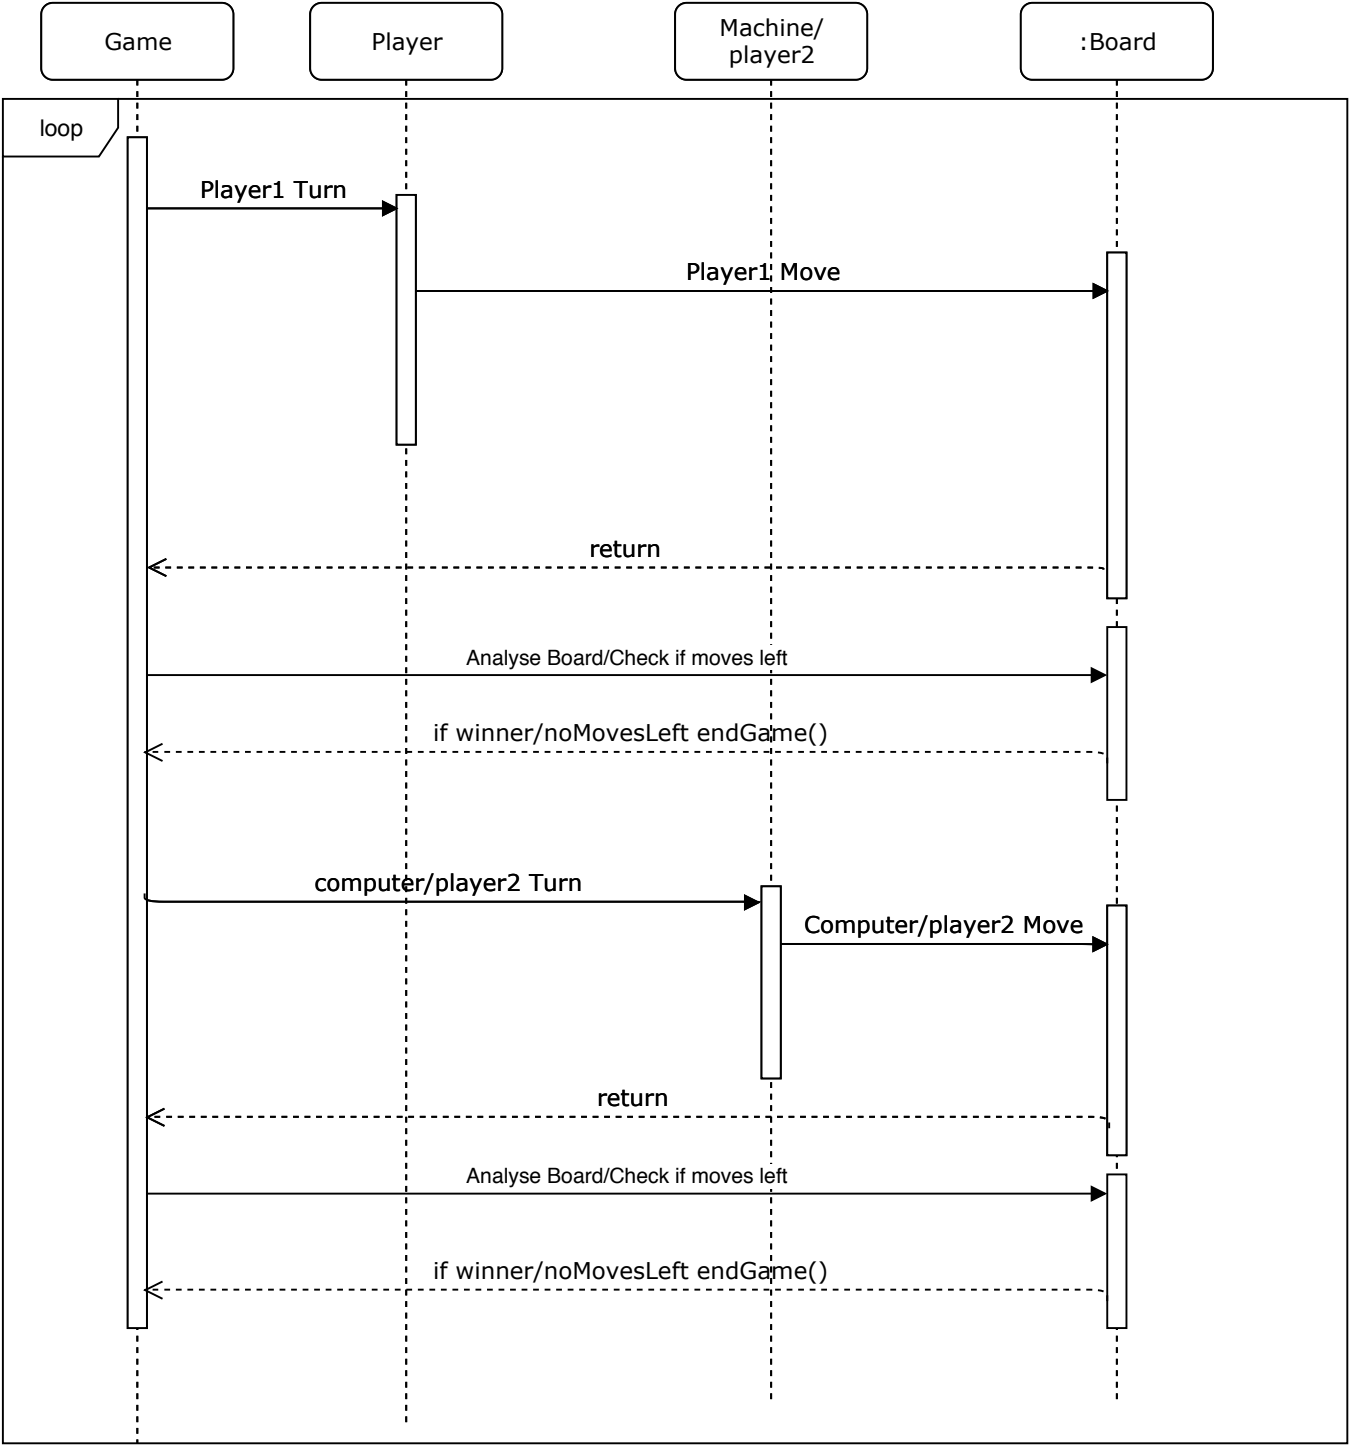 Game
Player
Machine/
player2
:Board
loop
Player1 Turn
Player1 Move
return
Analyse Board/Check if moves left
if winner/noMovesLeft endGame()
computer/player2 Turn
Computer/player2 Move
return
Analyse Board/Check if moves left
if winner/noMovesLeft endGame()